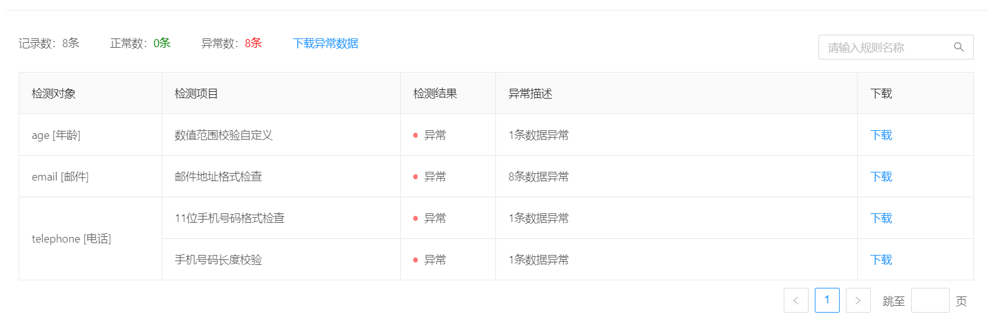 记录数：8条 正常数：0条 异常数：8条 下载异常数据 请输入规则名称
检测对象 检测项目 检测结果 异常描述 下载
age [年龄] 数值范围校验自定义 异常 1条数据异常 下载
email [邮件] 邮件地址格式检查 异常 8条数据异常 下载
11位手机号码格式检查 异常 1条数据异常 下载
telephone [电话]
手机号码长度校验 异常 1条数据异常 下载
< 1 > 跳至 页